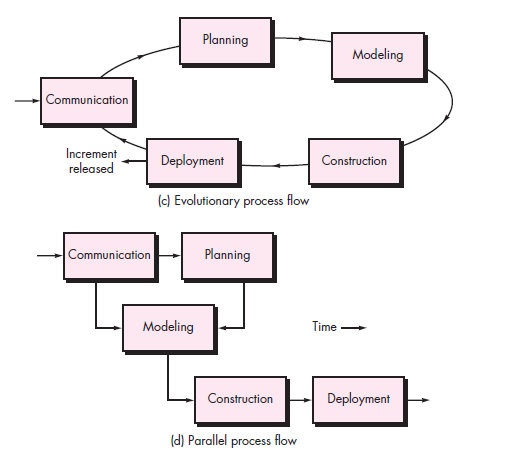 Planning
Modeling
Communication
Increment
released
Deployment
Construction
(c) Evolutionary process flow
Communication
Planning
Modeling
Time
Construction
Deployment
(d) Parallel process flow